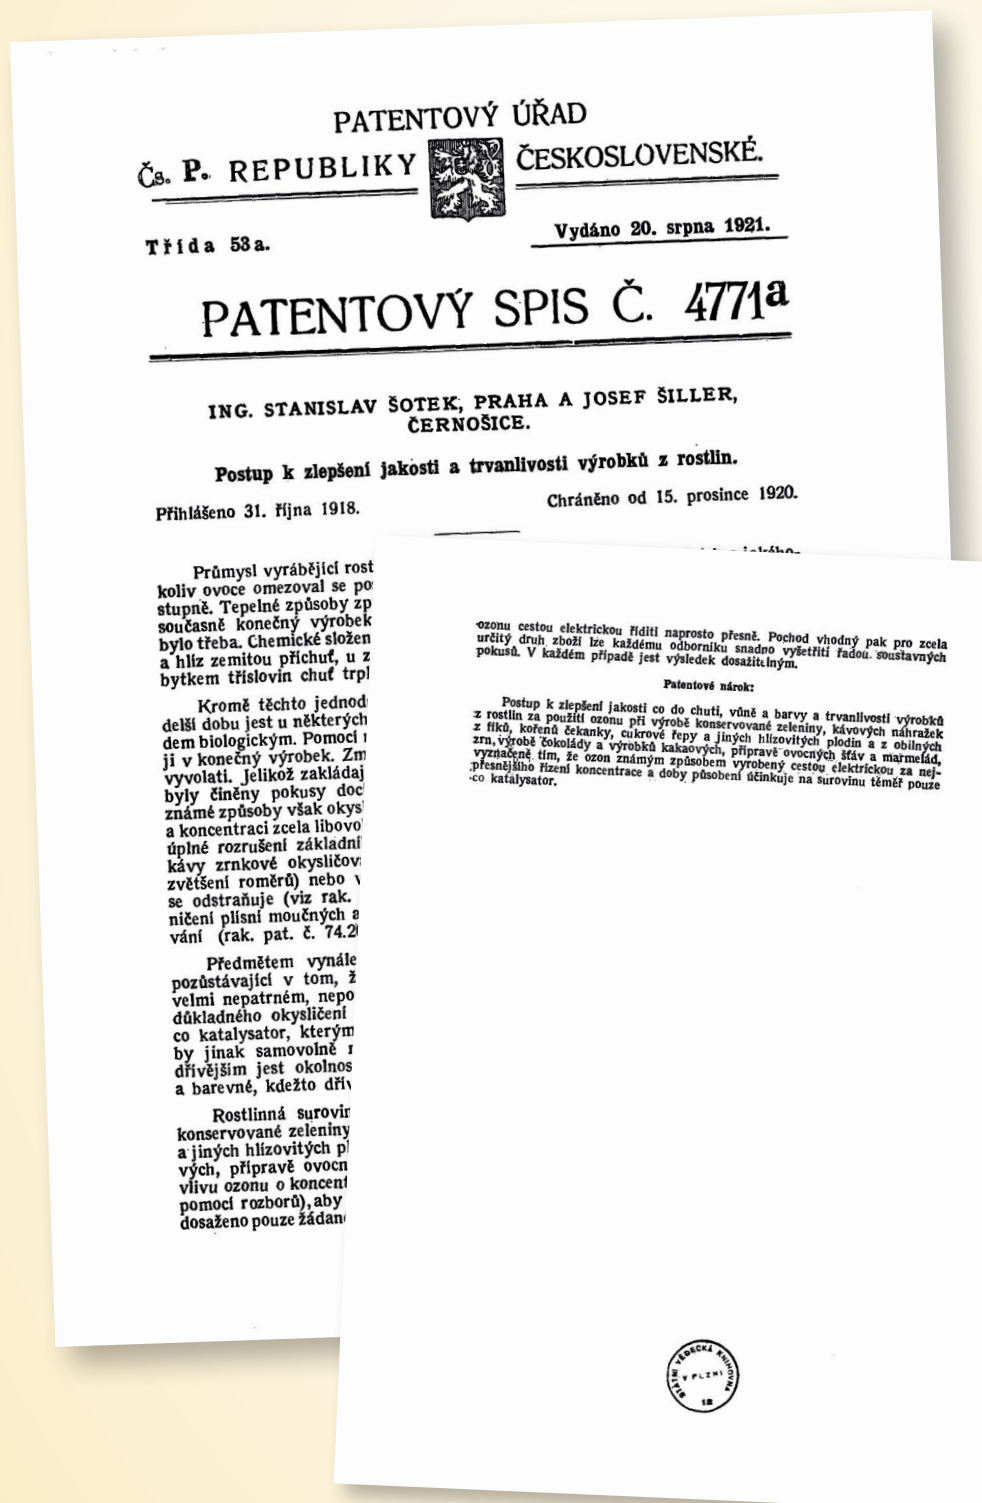 PATENTOVÝ ÚŘAD
Čs. P. REPUBLIKY ČESKOSLOVENSKÉ.
Třída 53a.
Vydáno 20. srpna 1921.
PATENTOVÝ SPIS Č. 4771a
ING. STANISLAV ŠOTEK, PRAHA A JOSEF ŠILLER,
ČERNOŠICE.
Postup k zlepšení jakosti a trvanlivosti výrobků z rostlin.
Přihlášeno 31. října 1918.
Chráněno od 15. prosince 1920.
Průmysl vyrábějící rost
koliv ovoce omezoval se po
stupně. Tepelné způsoby zp
současně konečný výrobek
bylo třeba. Chemické složen
a hlíz zemitou příchuť, u z
bytkem tříslovin chuť trpl
Kromě těchto jednod
delší dobu jest u některých
dem biologickým. Pomocí
ji v konečný výrobek. Zm
vyvolati. Jelikož zakládaj
byly činěny pokusy doc
známé způsoby však okys
a koncentraci zcela libovo
úplné rozrušení základní
kávy zrnkové okysličov
zvětšení roměrů) nebo v
se odstraňuje (viz rak.
ničení plísní moučných a
vání (rak. pat. č. 74.2
Předmětem vynále
pozůstávající v tom, ž
velmi nepatrném, nepo
důkladného okysličení
co katalysator, kterým
by jinak samovolně
dřívějším jest okolnos
a barevné, kdežto dřív
Rostlinná surovin
konservované zeleniny
a jiných hlízovitých pl
vých, přípravě ovocn
vlivu ozonu o koncent
pomocí rozborů), aby
dosaženo pouze žádan
ozonu cestou elektrickou říditi naprosto přesně. Pochod vhodný pak pro zcela
určitý druh zboží lze každému odborníku snadno vyšetřiti řadou soustavných
pokusů. V každém případě jest výsledek dosažitelným.
Patentové nárok:
Postup k zlepšení jakosti co do chuti, vůně a barvy a trvanlivosti výrobků
z rostlin za použití ozonu při výrobě konservované zeleniny, kávových náhražek
z fíků, kořenů čekanky, cukrové řepy a jiných hlízovitých plodin a z obilných
zrn, výrobě čokolády a výrobků kakaových, přípravě ovocných šťáv a marmelád,
vyznačené tím, že ozon známým způsobem vyrobený cestou elektrickou za nej-
přesnějšího řízení koncentrace a doby působení účinkuje na surovinu téměř pouze
co katalysator.
STÁTNÍ VĚDECKÁ KNIHOVNA
V PLZNI
12